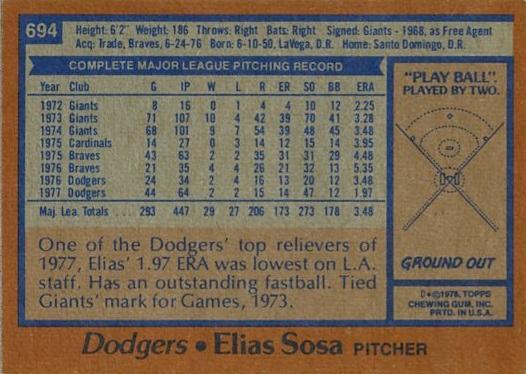 694
Height: 6'2" Weight: 186 Throws: Right Bats: Right Signed: Giants - 1968, as Free Agent
Acq: Trade, Braves, 6-24-76 Born: 6-10-50, LaVega, D.R. Home: Santo Domingo, D.R.
COMPLETE MAJOR LEAGUE PITCHING RECORD
Year Club G IP W L R ER SO BB ERA
1972 Giants 8 16 0 1 4 4 10 12 2.25
1973 Giants 71 107 10 4 42 39 70 41 3.28
1974 Giants 68 101 9 7 54 39 48 45 3.48
1975 Cardinals 14 27 0 3 14 12 15 14 3.95
1975 Braves 43 63 2 2 35 31 31 29 4.48
1976 Braves 21 35 4 4 26 21 32 13 5.35
1976 Dodgers 24 34 2 4 16 13 20 12 3.48
1977 Dodgers 44 64 2 2 15 14 47 12 1.97
Maj. Lea. Totals ... 293 447 29 27 206 173 273 178 3.48
"PLAY BALL".
PLAYED BY TWO.
GROUND OUT
D✱©1978, TOPPS
CHEWING GUM, INC.
PRTD. IN U.S.A.
One of the Dodgers' top relievers of
1977, Elias' 1.97 ERA was lowest on L.A.
staff. Has an outstanding fastball. Tied
Giants' mark for Games, 1973.
Dodgers • Elias Sosa PITCHER